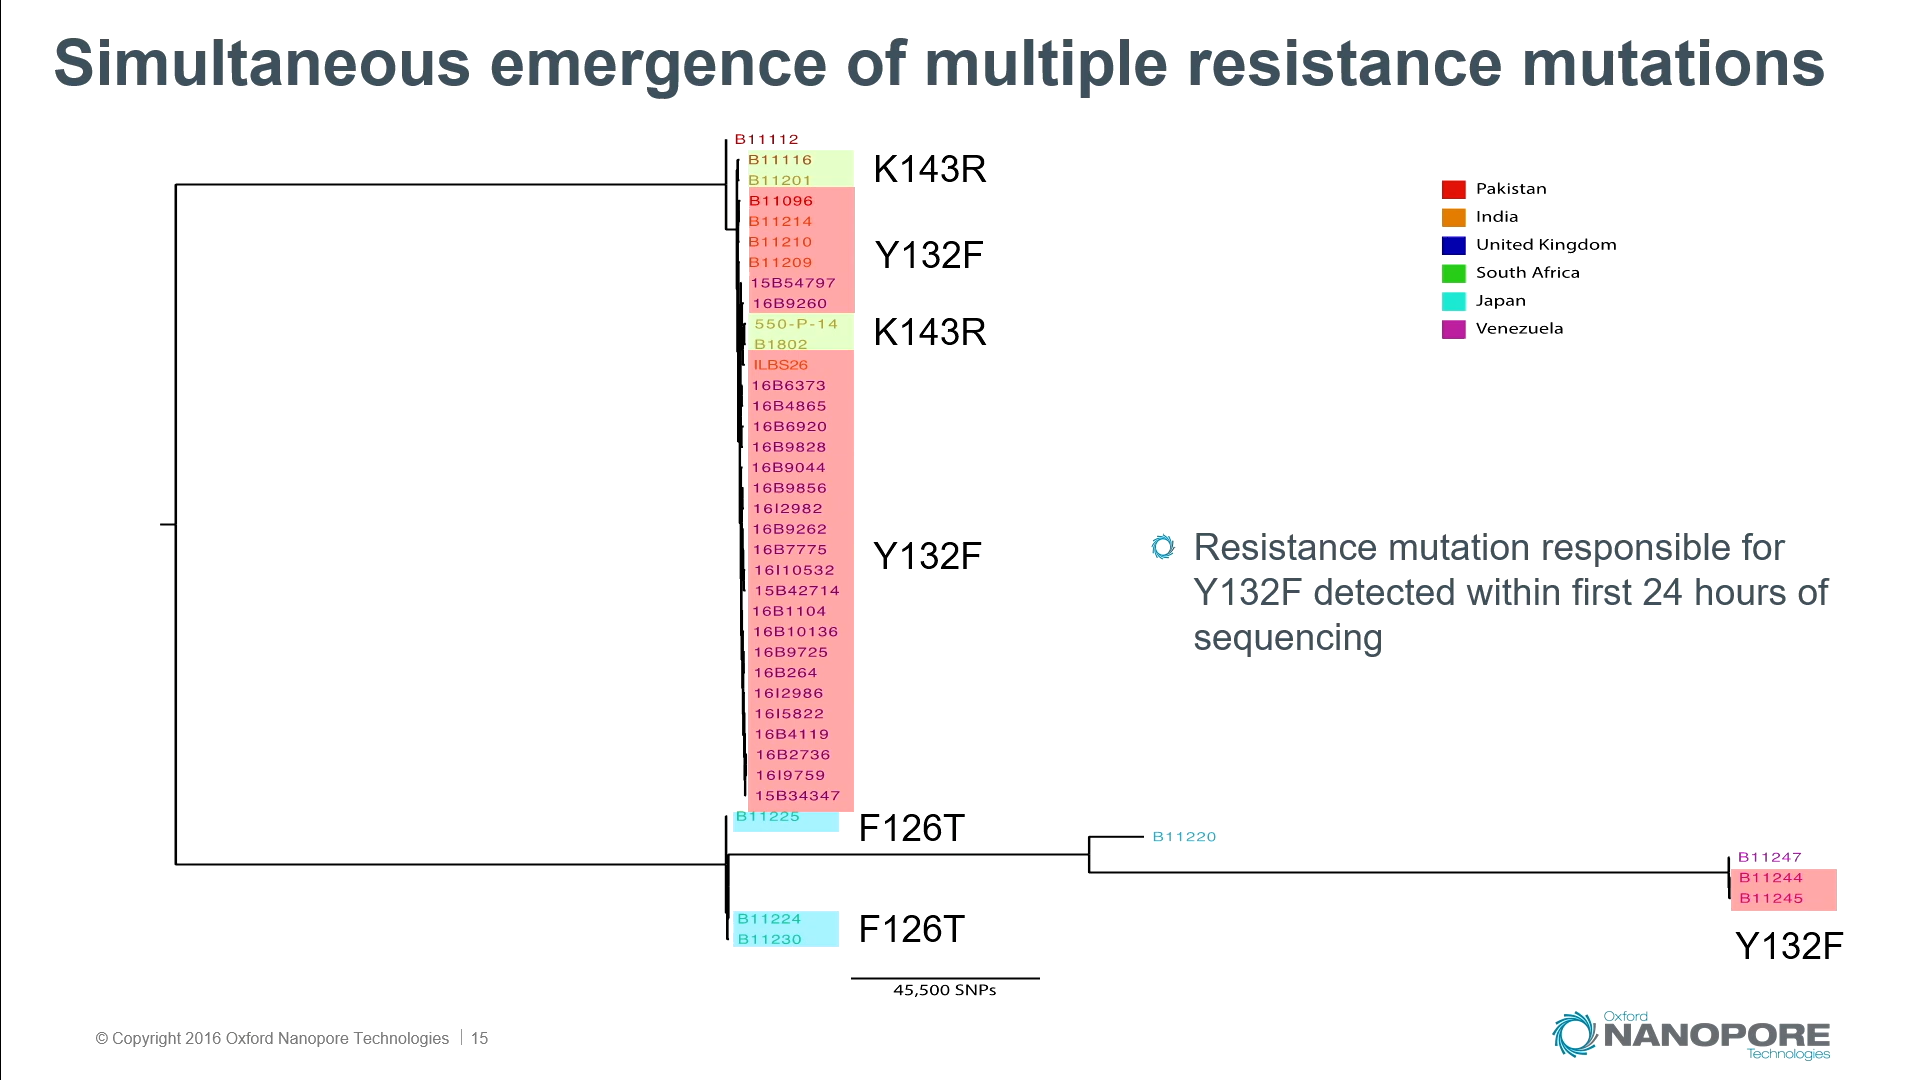 Simultaneous emergence of multiple resistance mutations
B11112
B11116
B11201
K143R
B11096
B11214
B11210
B11209
15B54797
16B9260
Y132F
550-P-14
B1802
K143R
ILBS26
16B6373
16B4865
16B6920
16B9828
16B9044
16B9856
16I2982
16B9262
16B7775
16I10532
15B42714
16B1104
16B10136
16B9725
16B264
16I2986
16I5822
16B4119
16B2736
16I9759
15B34347
Y132F
B11225
F126T
B11220
B11247
B11244
B11245
Y132F
B11224
B11230
F126T
45,500 SNPs
Pakistan
India
United Kingdom
South Africa
Japan
Venezuela
Resistance mutation responsible for
Y132F detected within first 24 hours of
sequencing
© Copyright 2016 Oxford Nanopore Technologies | 15
Oxford
NANOPORE
Technologies